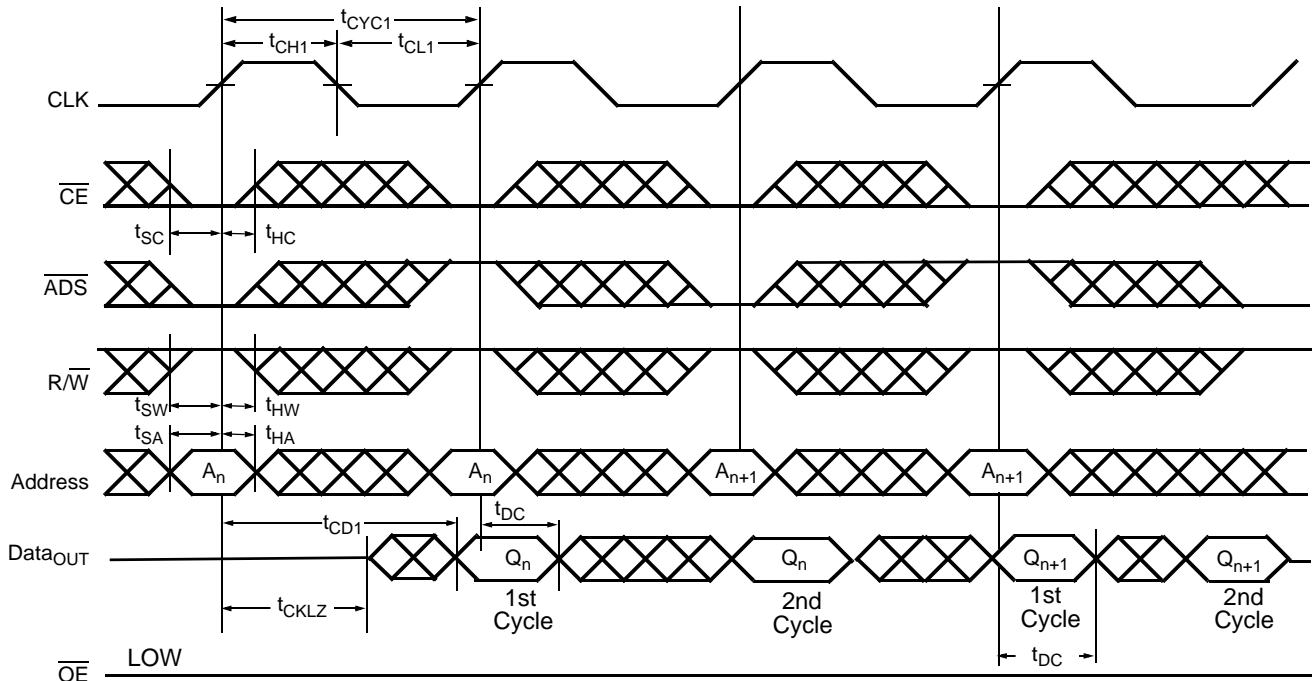 tCYC1
tCH1 tCL1
CLK
CE
tSC tHC
ADS
R/W
tSW tHW
tSA tHA
Address An An An+1 An+1
tCD1 tDC
DataOUT Qn Qn Qn+1 Qn+1
tCKLZ 1st Cycle 2nd Cycle 1st Cycle 2nd Cycle
tDC
OE LOW